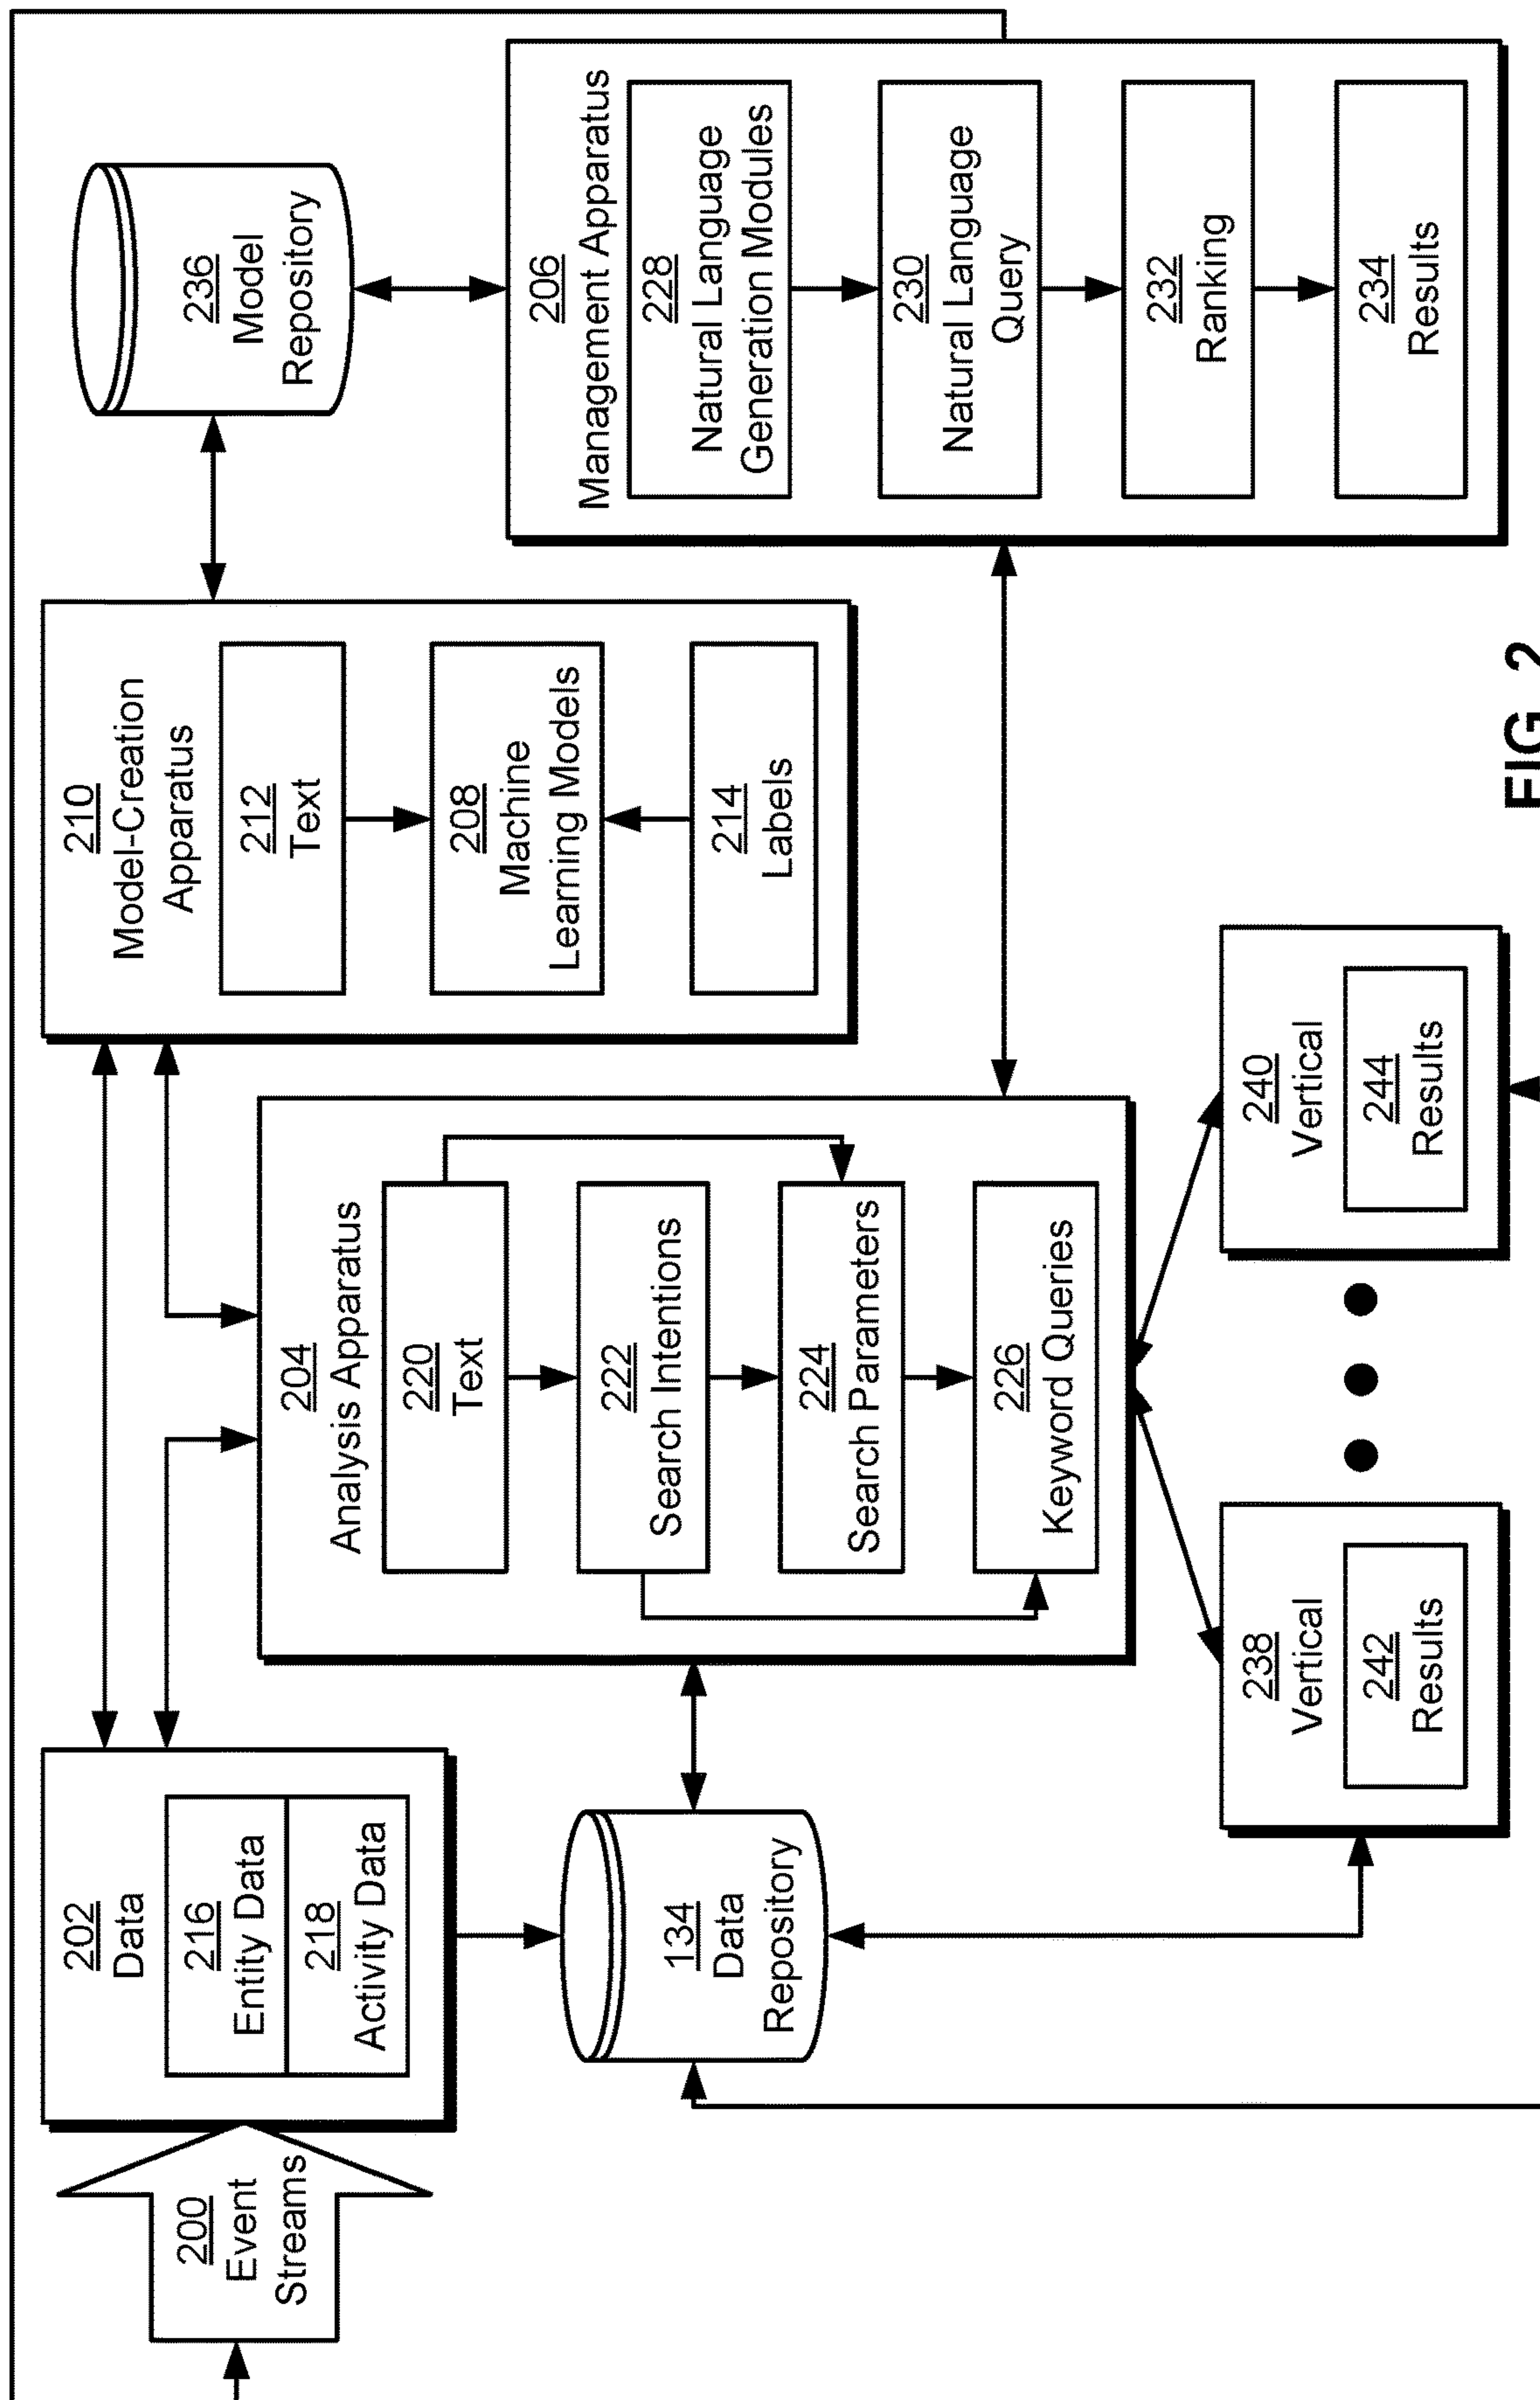 200
Event
Streams
202
Data
216
Entity Data
218
Activity Data
134
Data
Repository
204
Analysis Apparatus
220
Text
222
Search Intentions
224
Search Parameters
226
Keyword Queries
238
Vertical
242
Results
240
Vertical
244
Results
210
Model-Creation
Apparatus
212
Text
208
Machine
Learning Models
214
Labels
236
Model
Repository
206
Management Apparatus
228
Natural Language
Generation Modules
230
Natural Language
Query
232
Ranking
234
Results
FIG. 2